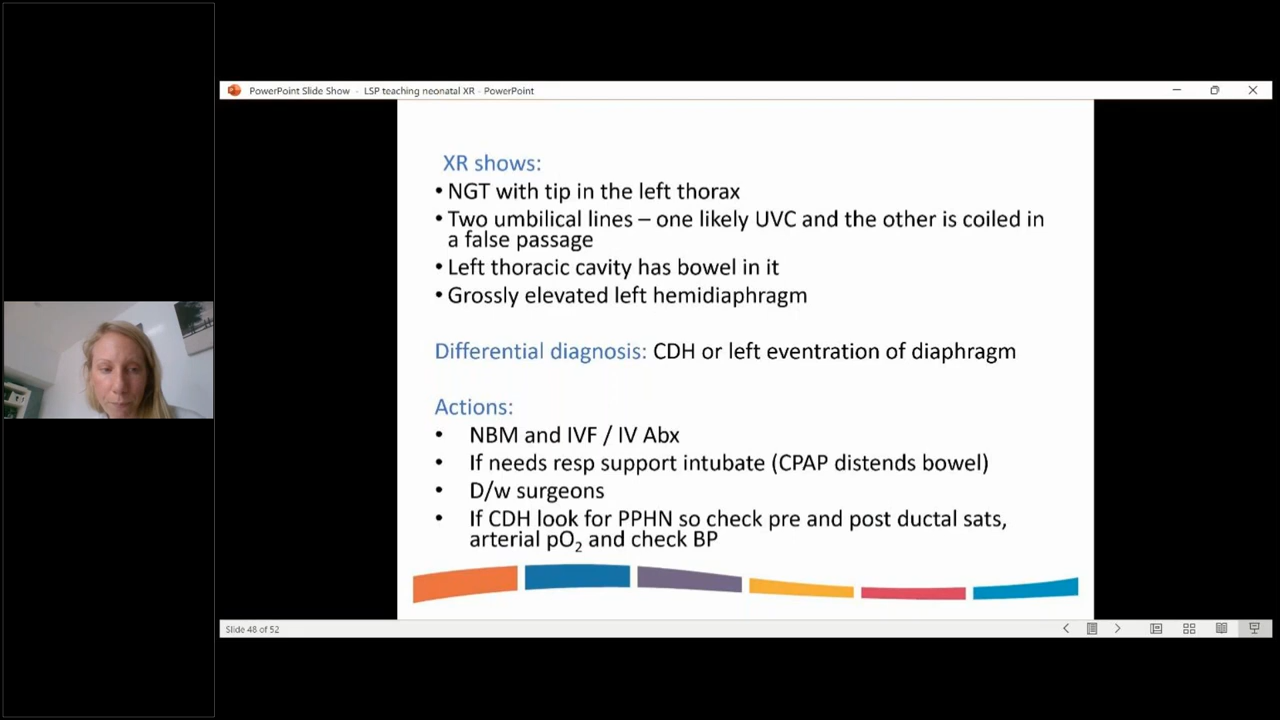 PowerPoint Slide Show - LSP teaching neonatal XR - PowerPoint
XR shows:
• NGT with tip in the left thorax
• Two umbilical lines – one likely UVC and the other is coiled in
a false passage
• Left thoracic cavity has bowel in it
• Grossly elevated left hemidiaphragm
Differential diagnosis: CDH or left eventration of diaphragm
Actions:
• NBM and IVF / IV Abx
• If needs resp support intubate (CPAP distends bowel)
• D/w surgeons
• If CDH look for PPHN so check pre and post ductal sats,
arterial pO₂ and check BP
Slide 48 of 52